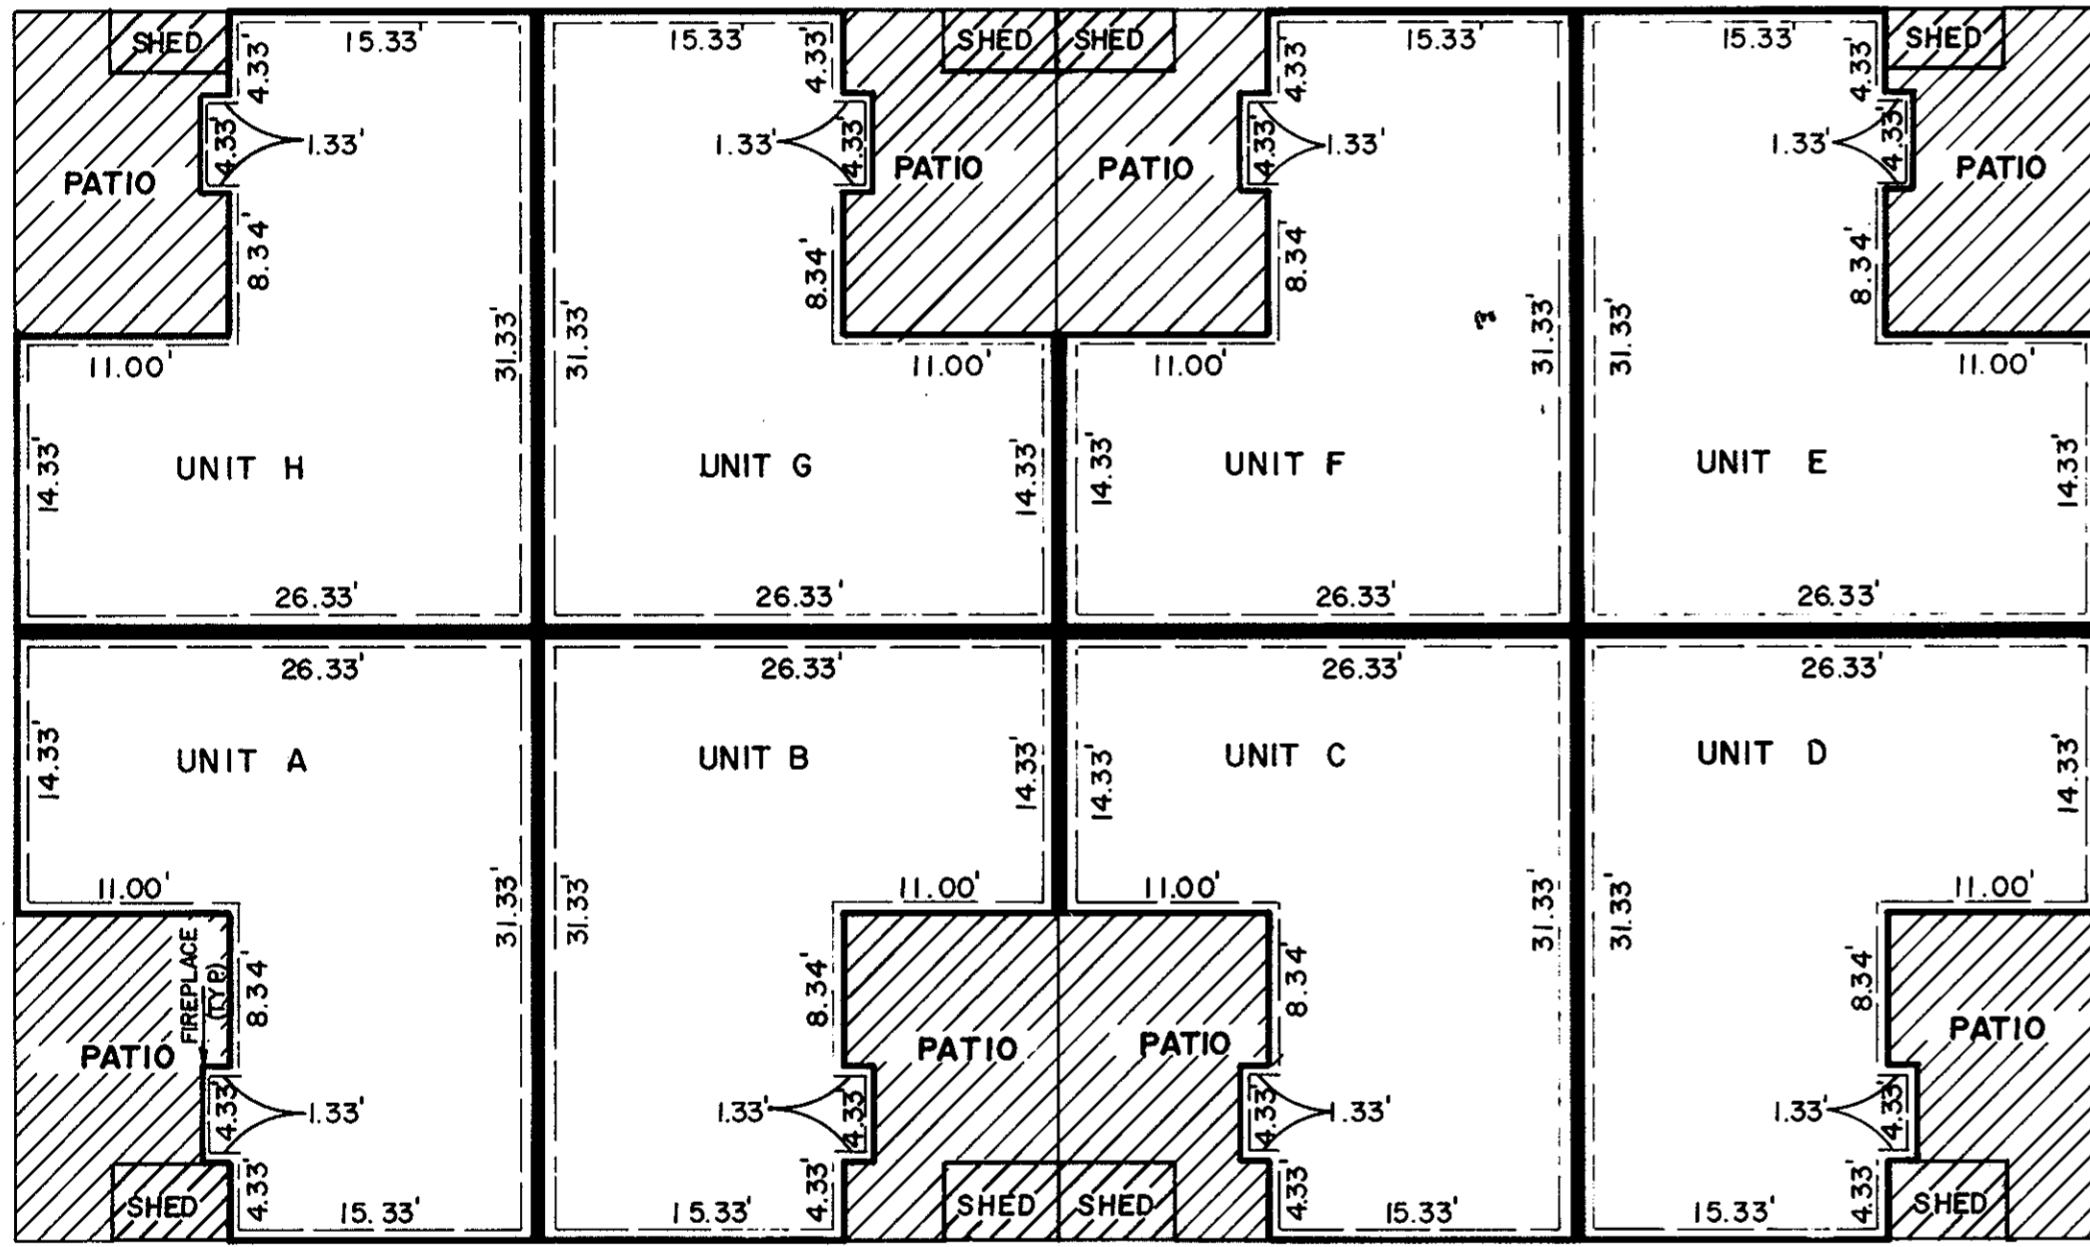 SHED 15.33' 15.33' SHED SHED 15.33' 15.33' SHED
4.33' 4.33' 4.33' 4.33'
4.33' 1.33' 1.33' 4.33' 4.33' 1.33' 1.33' 4.33'
PATIO PATIO PATIO PATIO
8.34' 8.34' 8.34' 8.34'
31.33' 31.33' 31.33' 31.33'
11.00' 11.00' 11.00' 11.00'
14.33' 14.33' 14.33' 14.33'
UNIT H UNIT G UNIT F UNIT E
26.33' 26.33' 26.33' 26.33'
26.33' 26.33' 26.33' 26.33'
14.33' 14.33' 14.33' 14.33'
UNIT A UNIT B UNIT C UNIT D
11.00' 11.00' 11.00' 11.00'
31.33' 31.33' 31.33' 31.33'
FIREPLACE
(TYP.)
8.34' 8.34' 8.34' 8.34'
PATIO PATIO PATIO PATIO
4.33' 1.33' 1.33' 4.33' 4.33' 1.33' 1.33' 4.33'
4.33' 4.33' 4.33' 4.33'
SHED 15.33' 15.33' SHED SHED 15.33' 15.33' SHED